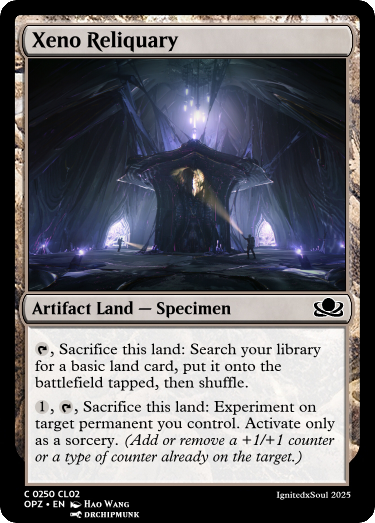 Xeno Reliquary
Artifact Land — Specimen
, Sacrifice this land: Search your library
for a basic land card, put it onto the
battlefield tapped, then shuffle.
1, , Sacrifice this land: Experiment on
target permanent you control. Activate only
as a sorcery. (Add or remove a +1/+1 counter
or a type of counter already on the target.)
C 0250 CLO2
OPZ • EN Hao Wang
IgnitedxSoul 2025
DRCHIPMUNK